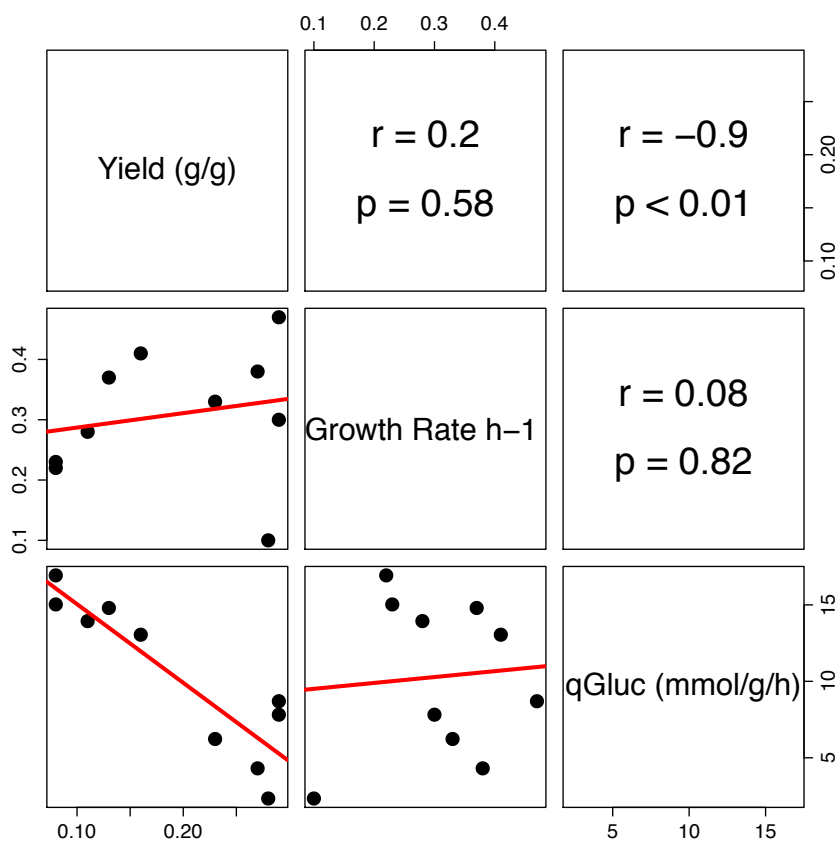 0.1 0.2 0.3 0.4
Yield (g/g)
r = 0.2
p = 0.58
r = −0.9
p < 0.01
0.10 0.20
0.1 0.2 0.3 0.4
Growth Rate h−1
r = 0.08
p = 0.82
qGluc (mmol/g/h)
5 10 15
0.10 0.20
5 10 15